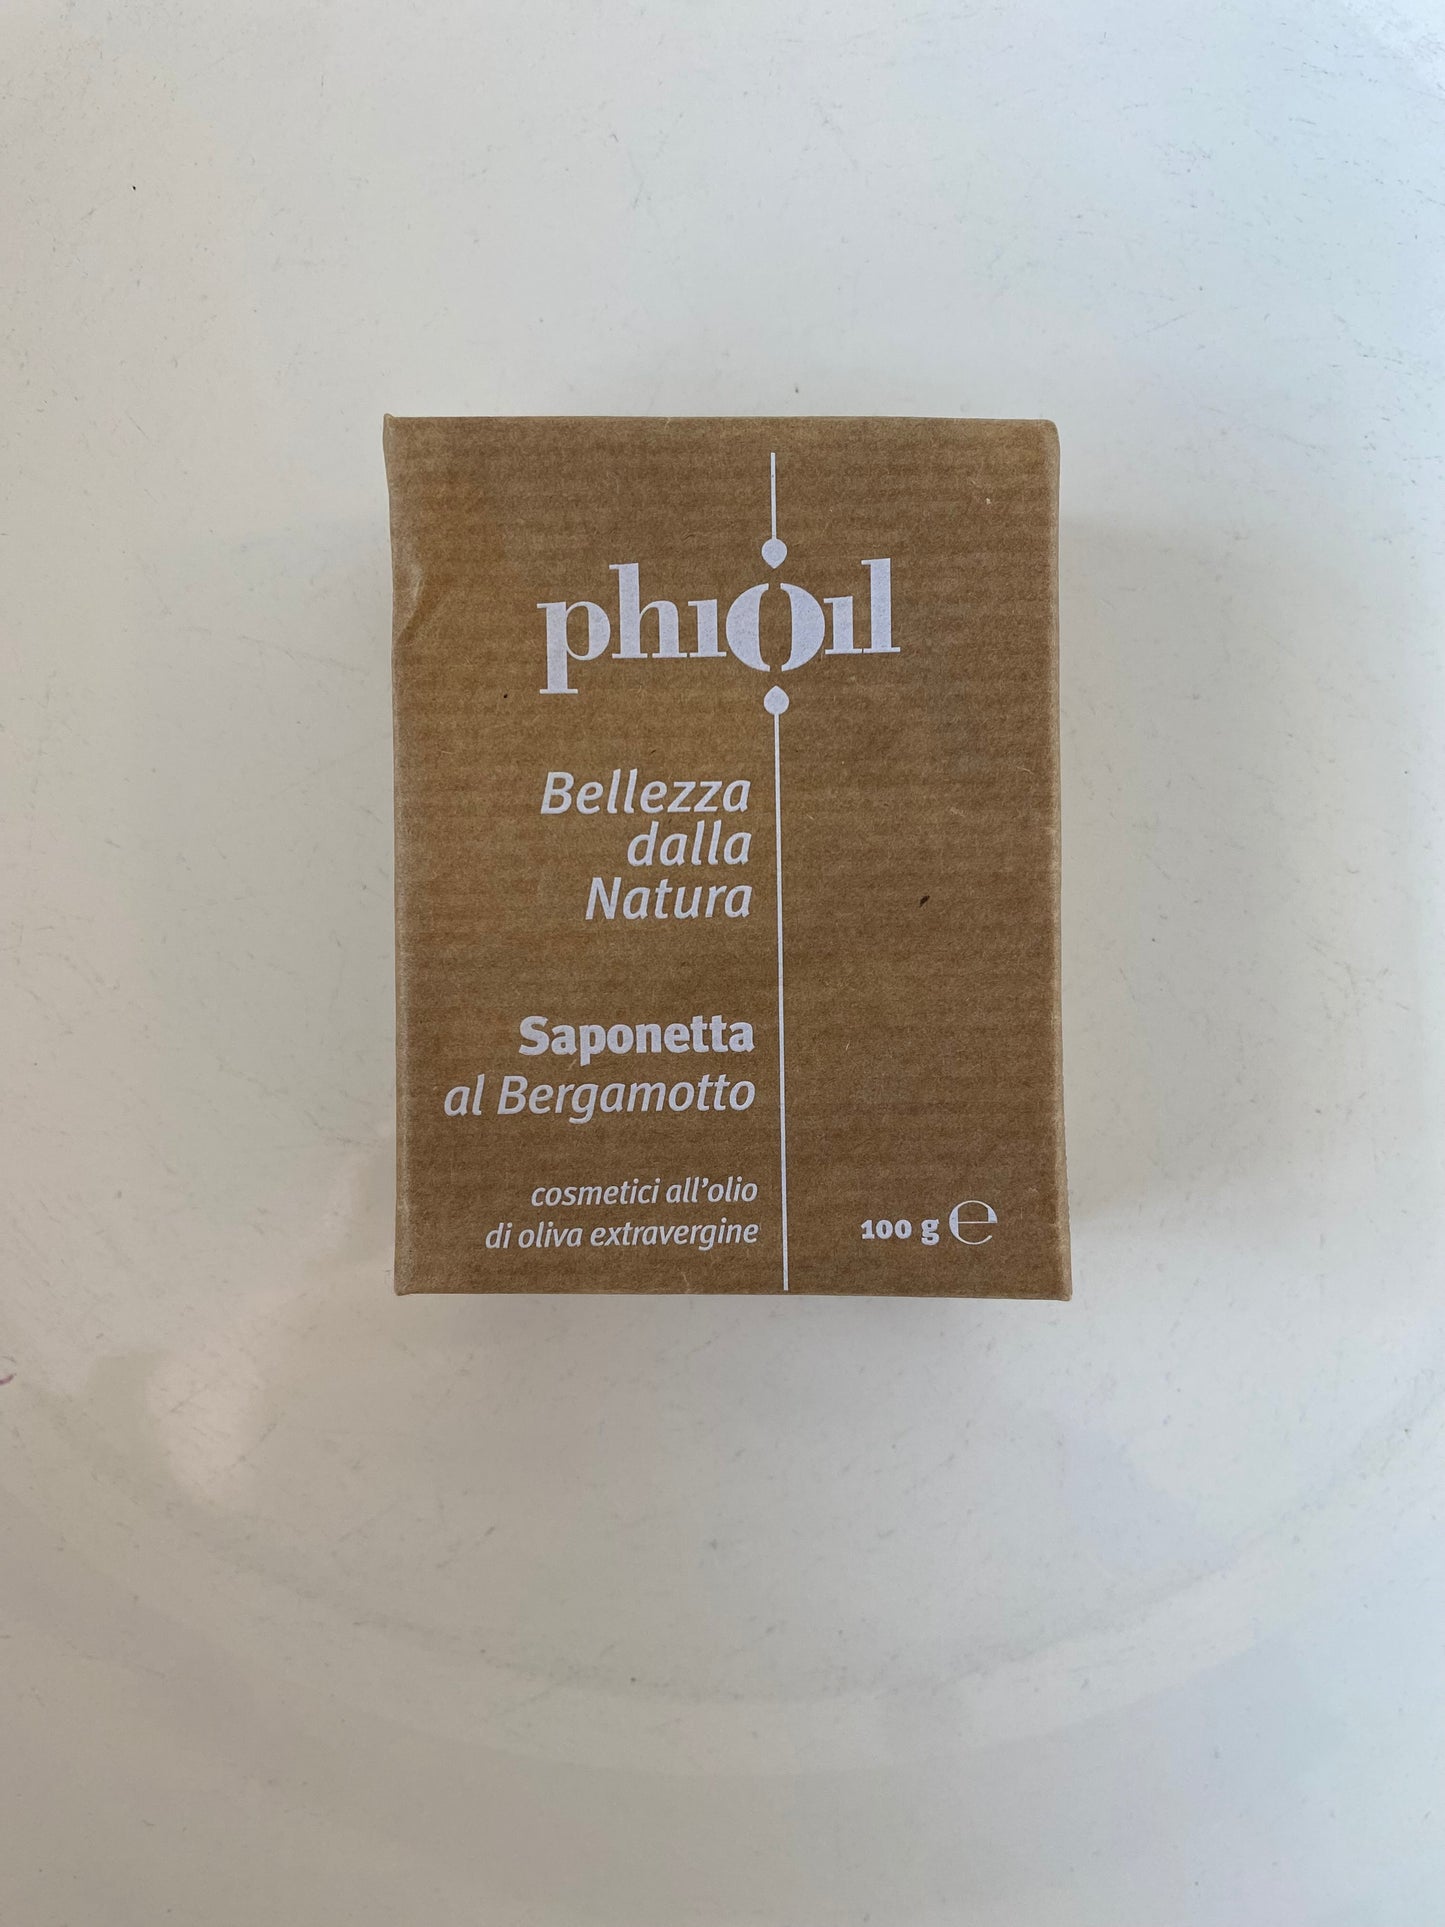 phioil
Bellezza
dalla
Natura
Saponetta
al Bergamotto
cosmetici all'olio
di oliva extravergine
100 g ℮